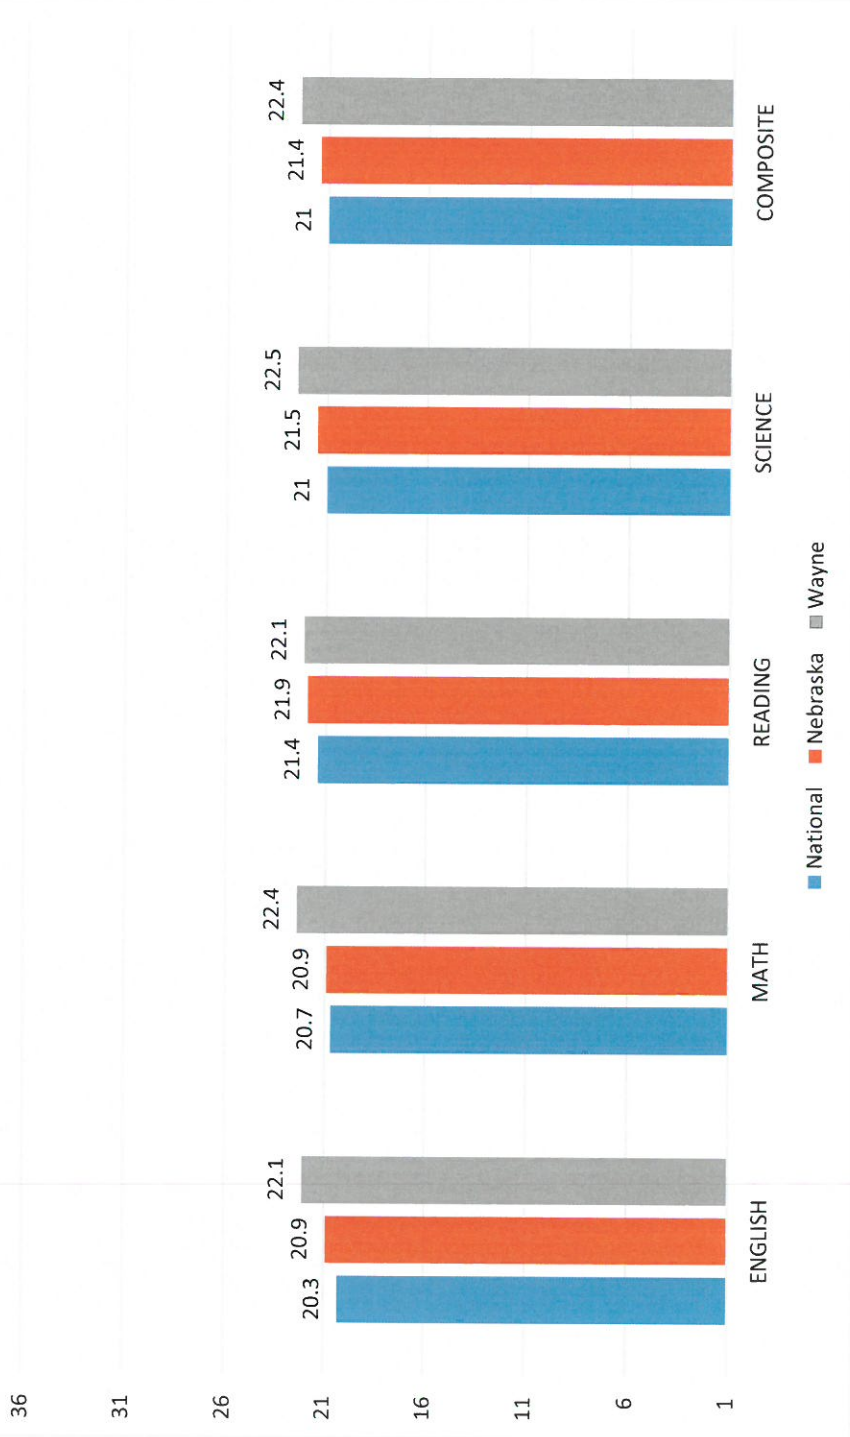 36
31
26
21
16
11
6
1
20.3 20.9 22.1
20.7 20.9 22.4
21.4 21.9 22.1
21 21.5 22.5
21 21.4 22.4
ENGLISH MATH READING SCIENCE COMPOSITE
National Nebraska Wayne